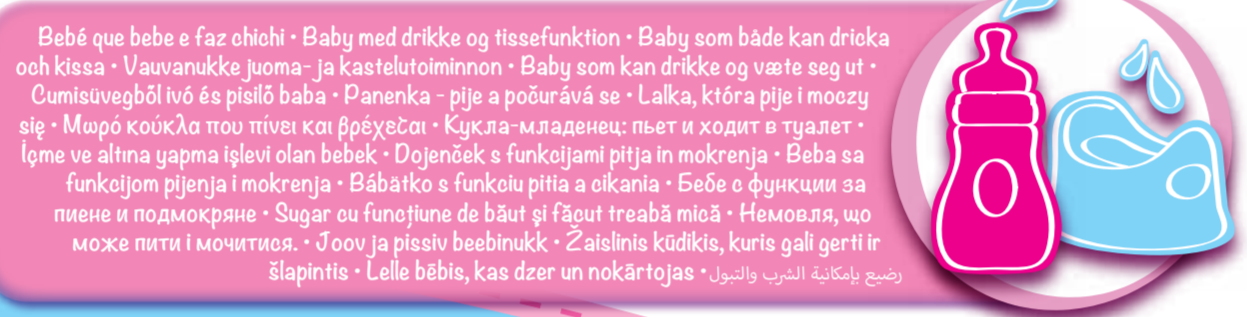 Bebé que bebe e faz chichi • Baby med drikke og tissefunktion • Baby som både kan dricka
och kissa • Vauvanukke juoma- ja kastelutoiminnon • Baby som kan drikke og væte seg ut •
Cumisüvegből ivó és pisilő baba • Panenka - pije a počurává se • Lalka, która pije i moczy
się • Μωρό κούκλα που πίνει και βρέχεται • Кукла-младенец: пьет и ходит в туалет •
İçme ve altına yapma işlevi olan bebek • Dojenček s funkcijami pitja in mokrenja • Beba sa
funkcijom pijenja i mokrenja • Bábätko s funkciu pitia a cikania • Бебе с функции за
пиене и подмокряне • Sugar cu funcțiune de băut și făcut treabă mică • Немовля, що
може пити і мочитися. • Joov ja pissiv beebinukk • Žaislinis kūdikis, kuris gali gerti ir
šlapintis • Lelle bēbis, kas dzer un nokārtojas • رضيع بإمكانية الشرب والتبول